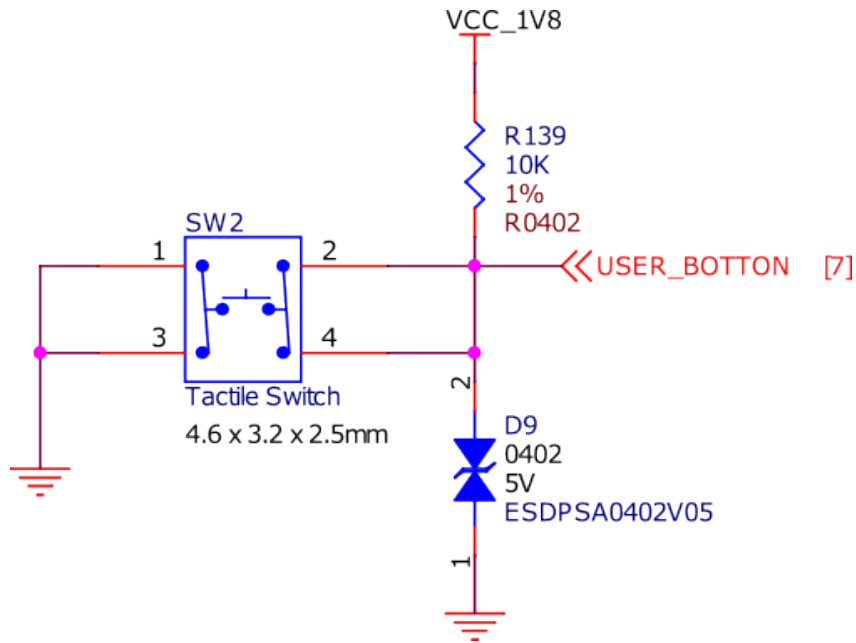 VCC_1V8
R139
10K
1%
R0402
SW2
1
2
USER_BOTTON [7]
3
4
Tactile Switch
4.6 x 3.2 x 2.5mm
2
D9
0402
5V
ESDPSA0402V05
1